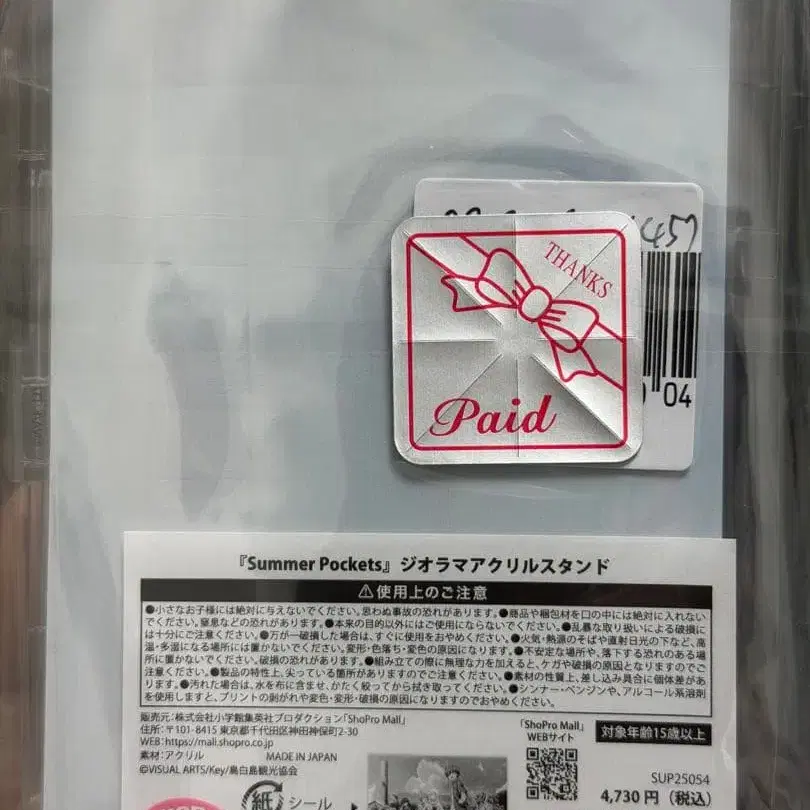 457
THANKS
Paid
04
『Summer Pockets』ジオラマアクリルスタンド
⚠使用上のご注意
●小さなお子様には絶対に与えないでください。思わぬ事故の恐れがあります。●商品や梱包材を口の中には絶対に入れない
でください。窒息などの恐れがあります。●本来の目的以外にはご使用にならないでください。●乱暴な取り扱いによる破損に
は十分にご注意ください。●万が一破損した場合は、すぐに使用をおやめください。●火気・熱源のそばや直射日光の下など、高
温・多湿になる場所には置かないでください。変形・色落ち・変色の原因になります。●不安定な場所や、落下する恐れのある場
所に置かないでください。破損の恐れがあります。●組み立ての際に無理な力を加えると、ケガや破損の原因となりますのでご
注意ください。●製品の特性上、尖っている箇所がありますのでご注意ください。●素材の性質上、差し込み具合に個体差があ
ります。●汚れた場合は、水を布に含ませ、かたく絞ってから拭き取ってください。●シンナー・ベンジンや、アルコール系溶剤
を使用しますと、プリントの剥がれや変色・変形・破損の原因になりますのでおやめください。
販売元:株式会社小学館集英社プロダクション「ShoPro Mall」
住所:〒101-8415 東京都千代田区神田神保町2-30
WEB:https://mall.shopro.co.jp
素材:アクリル MADE IN JAPAN
©VISUAL ARTS/Key/鳥白島観光協会
「ShoPro Mall」
WEBサイト
対象年齢15歳以上
SUP25054
4,730円(税込)
紙
シール